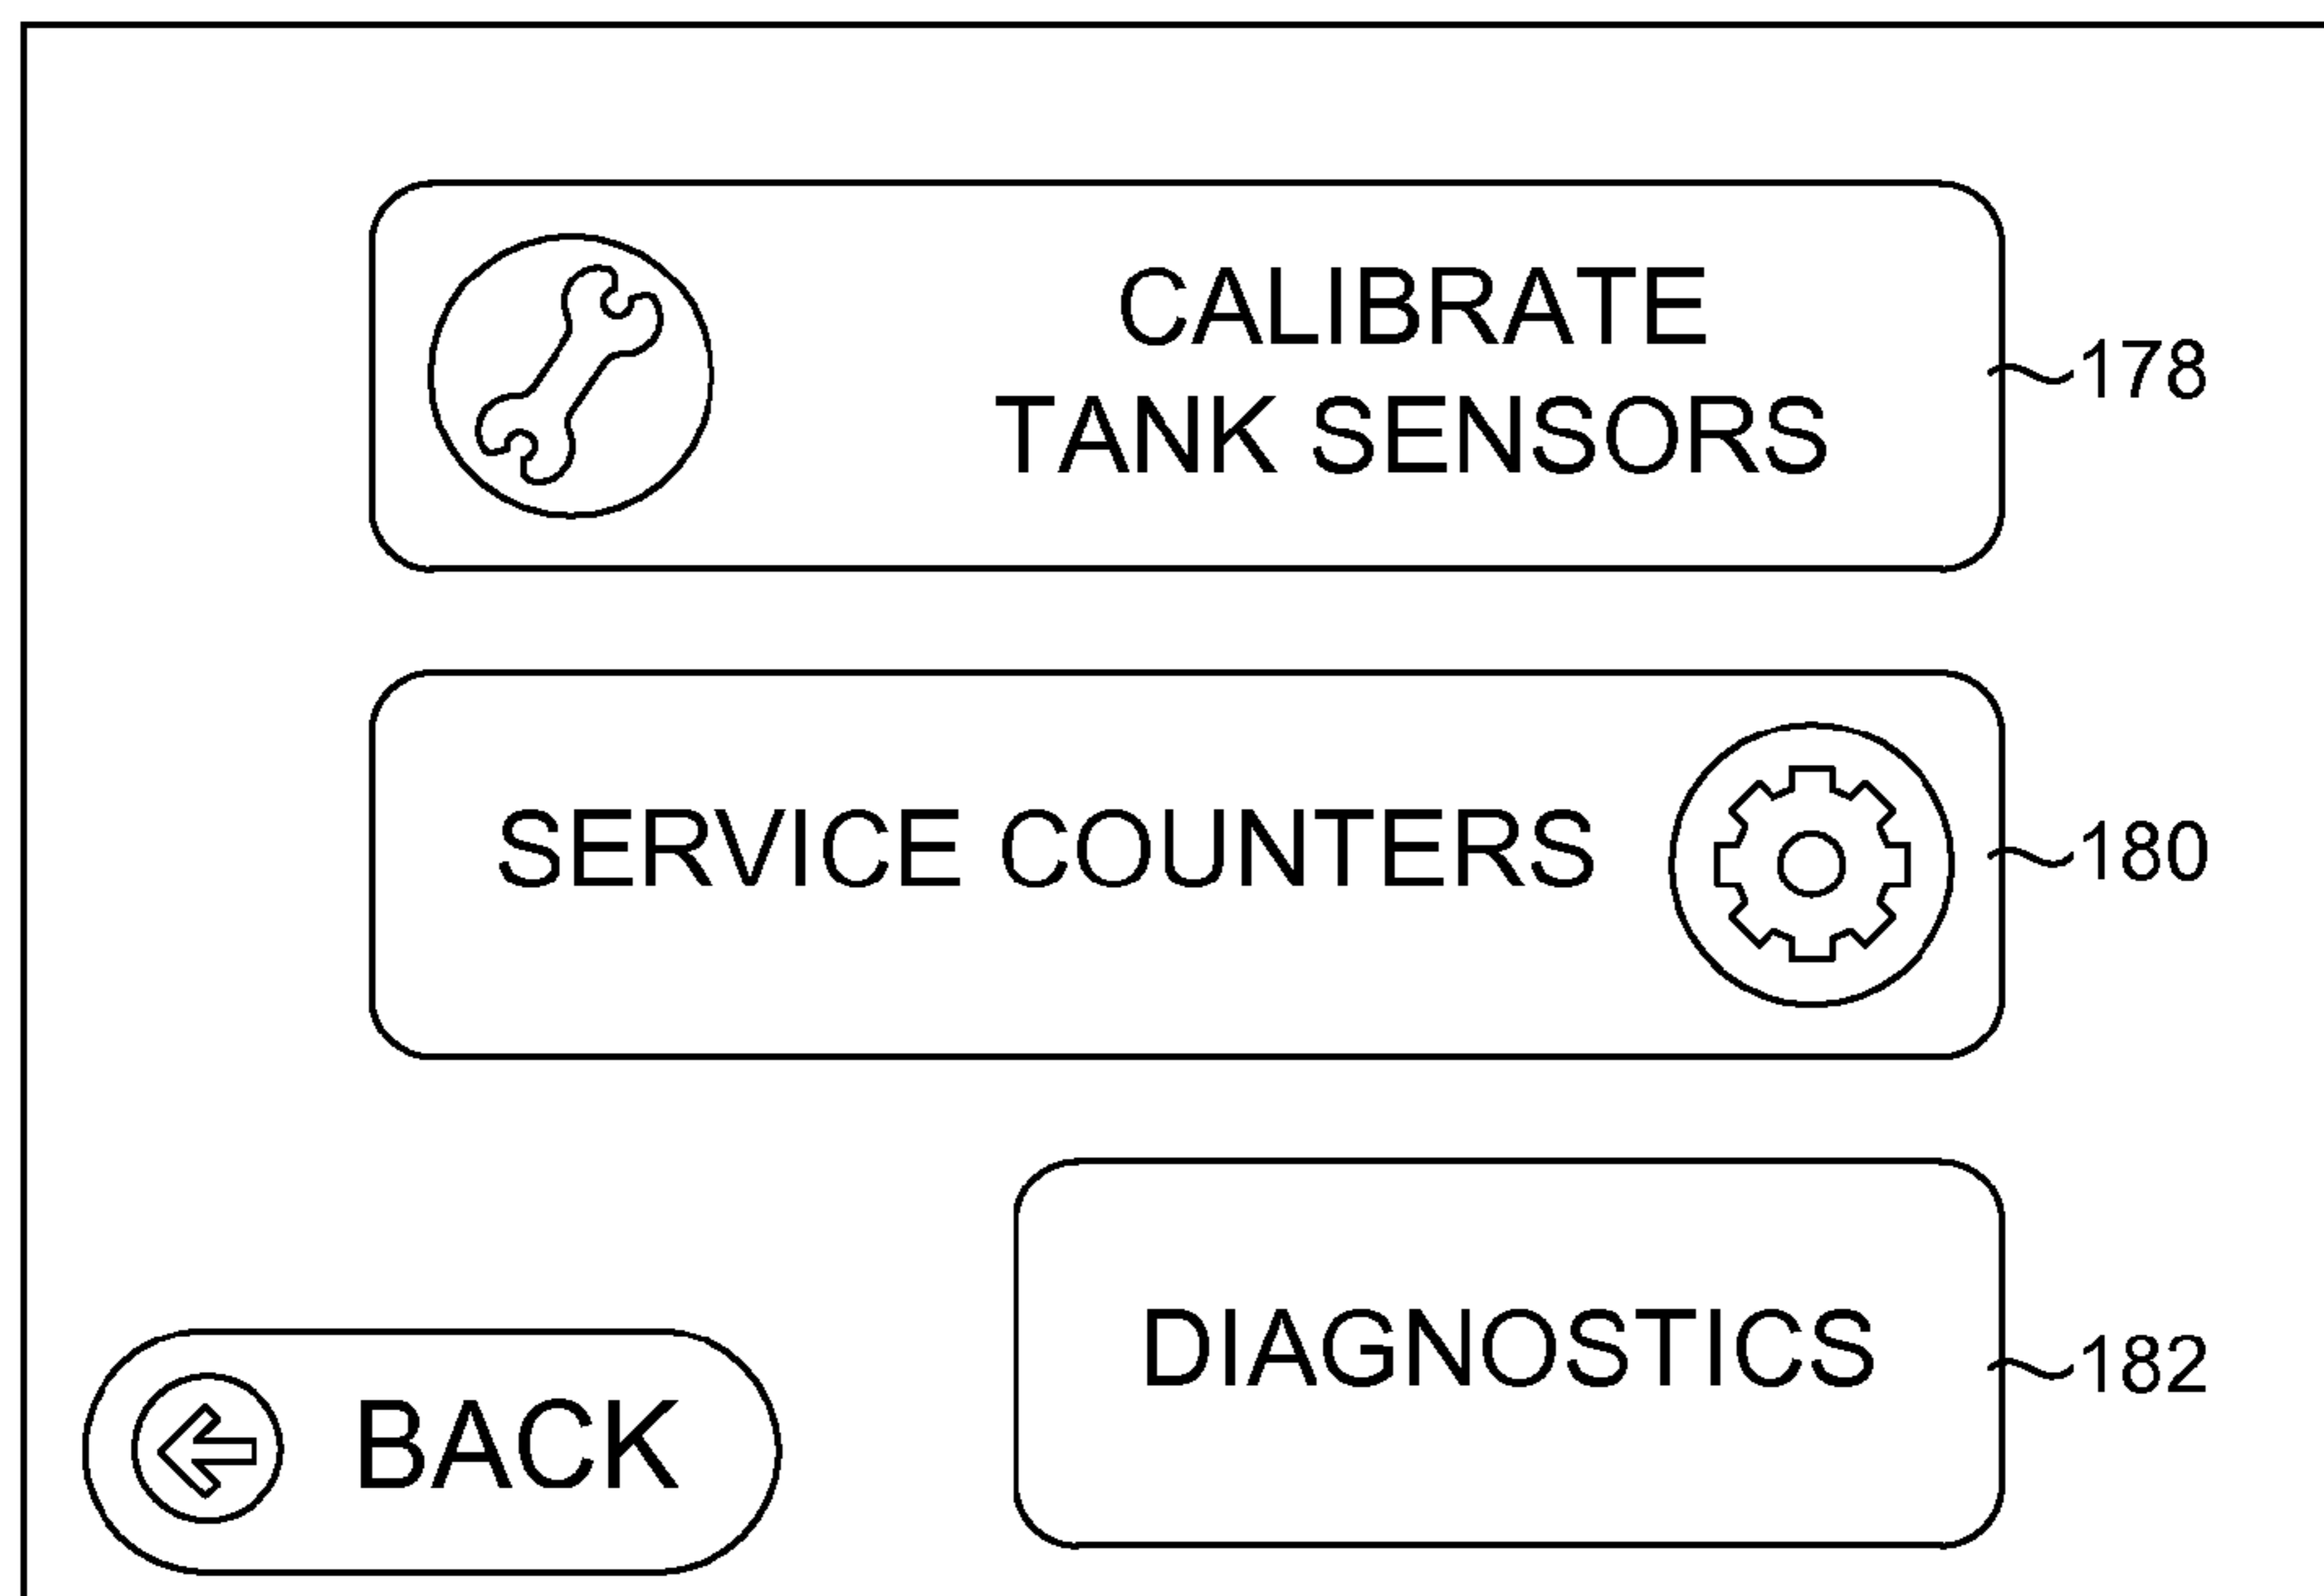 CALIBRATE
TANK SENSORS
178
SERVICE COUNTERS
180
DIAGNOSTICS
182
BACK